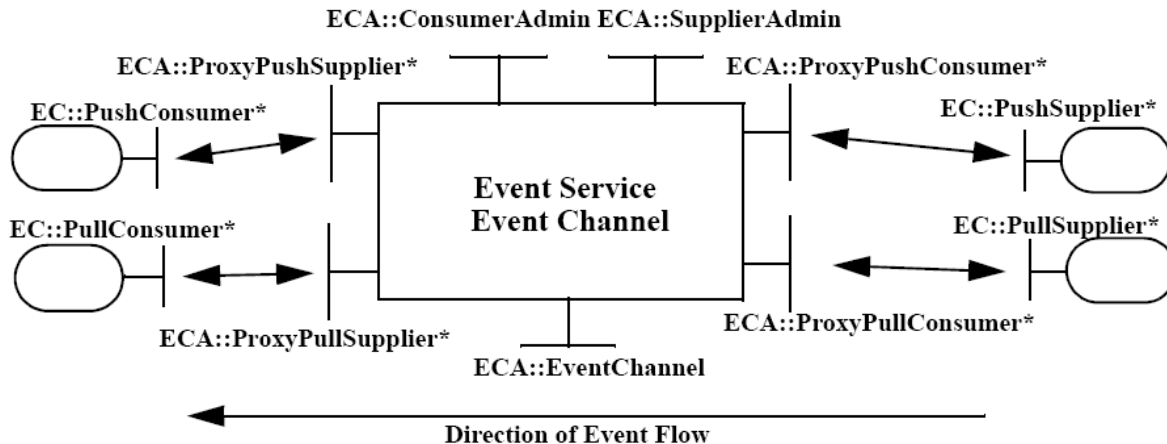 ECA::ConsumerAdmin ECA::SupplierAdmin
ECA::ProxyPushSupplier*
ECA::ProxyPushConsumer*
EC::PushConsumer*
EC::PushSupplier*
Event Service
Event Channel
EC::PullConsumer*
EC::PullSupplier*
ECA::ProxyPullSupplier*
ECA::ProxyPullConsumer*
ECA::EventChannel
Direction of Event Flow